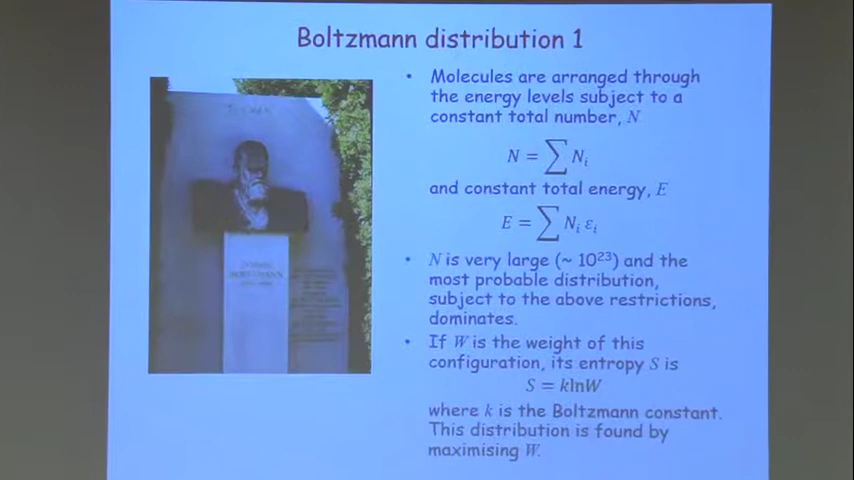 Boltzmann distribution 1
• Molecules are arranged through
the energy levels subject to a
constant total number, N
N = ∑ Nᵢ
and constant total energy, E
E = ∑ Nᵢ εᵢ
• N is very large (~ 10²³) and the
most probable distribution,
subject to the above restrictions,
dominates.
• If W is the weight of this
configuration, its entropy S is
S = klnW
where k is the Boltzmann constant.
This distribution is found by
maximising W.
BOLTZMANN